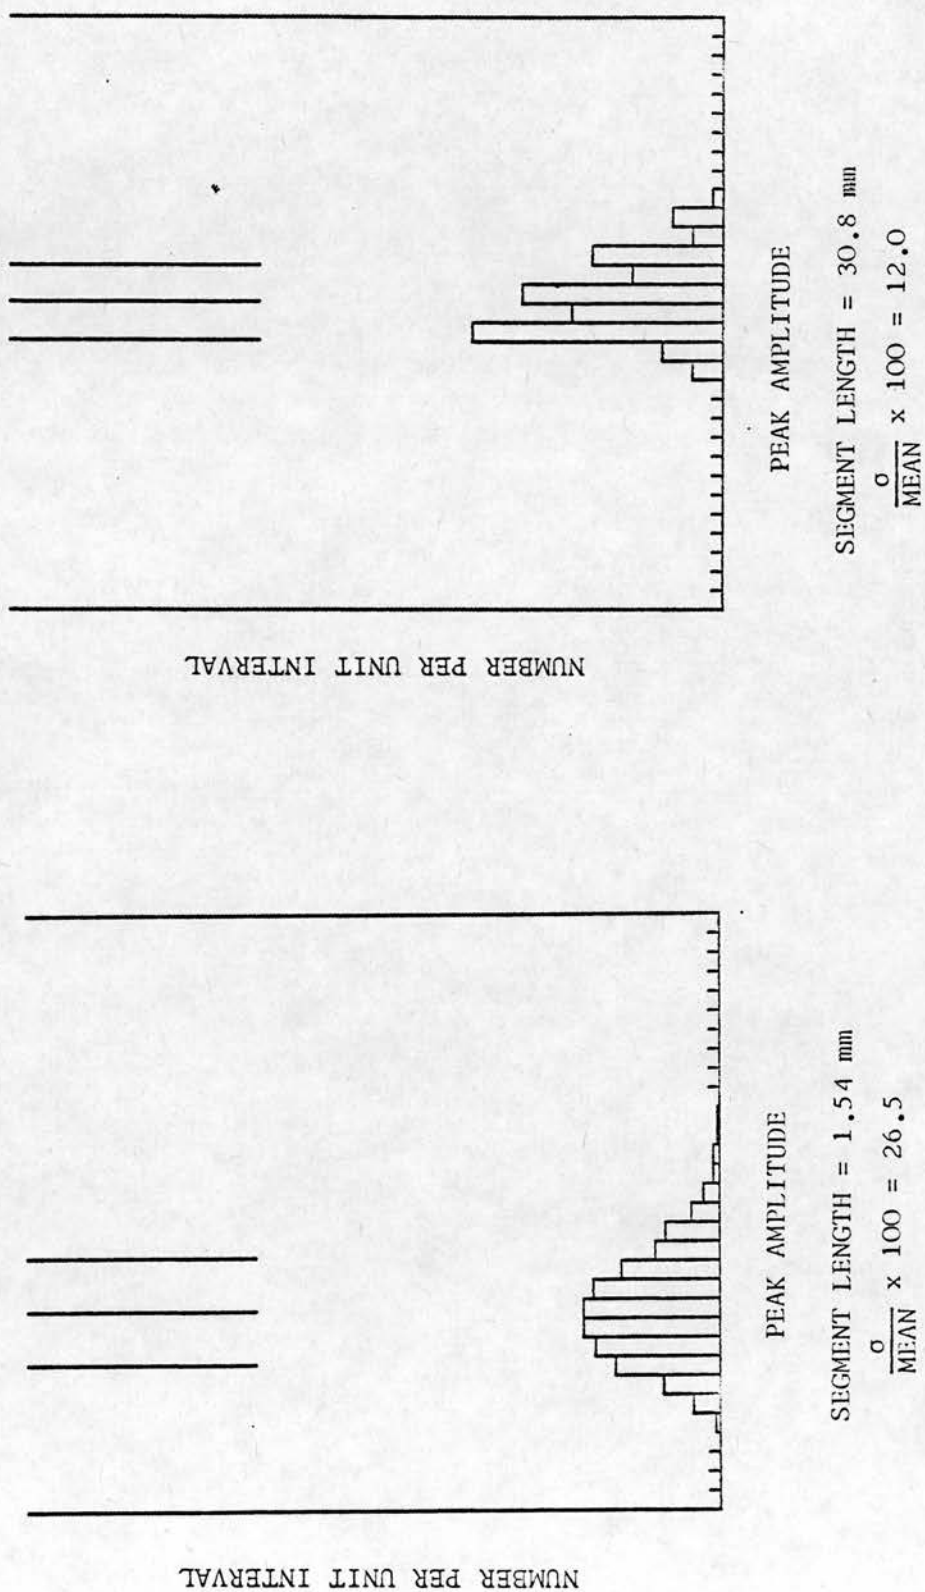 NUMBER PER UNIT INTERVAL
PEAK AMPLITUDE
SEGMENT LENGTH = 1.54 mm
σ
MEAN x 100 = 26.5
NUMBER PER UNIT INTERVAL
PEAK AMPLITUDE
SEGMENT LENGTH = 30.8 mm
σ
MEAN x 100 = 12.0